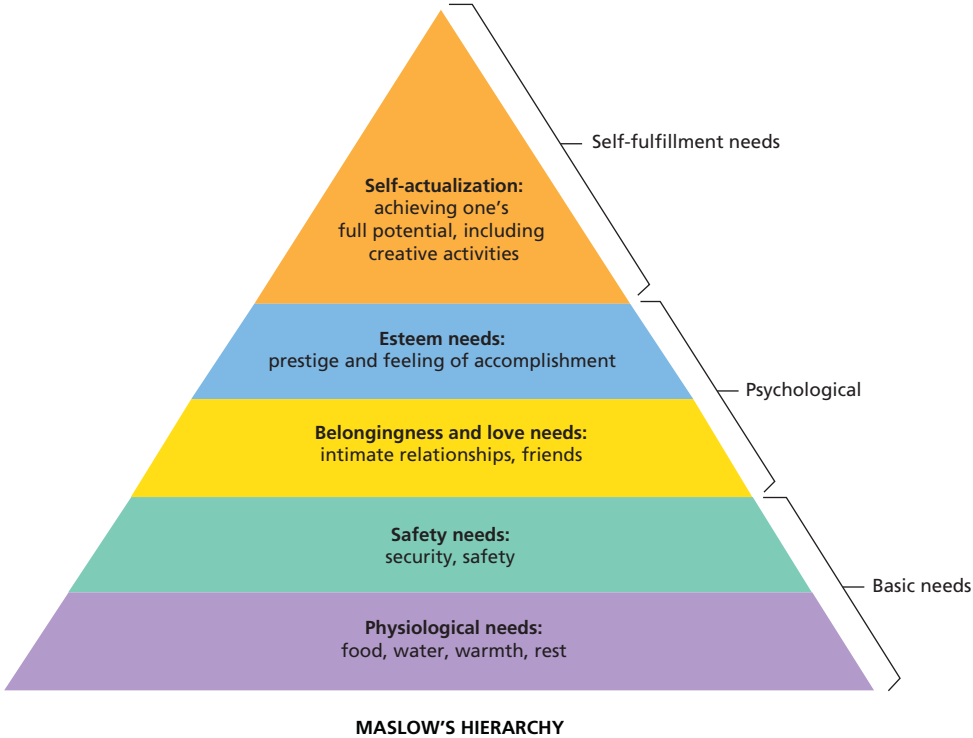 Self-fulfillment needs
Self-actualization:
achieving one's
full potential, including
creative activities
Esteem needs:
prestige and feeling of accomplishment
Psychological
Belongingness and love needs:
intimate relationships, friends
Safety needs:
security, safety
Basic needs
Physiological needs:
food, water, warmth, rest
MASLOW'S HIERARCHY